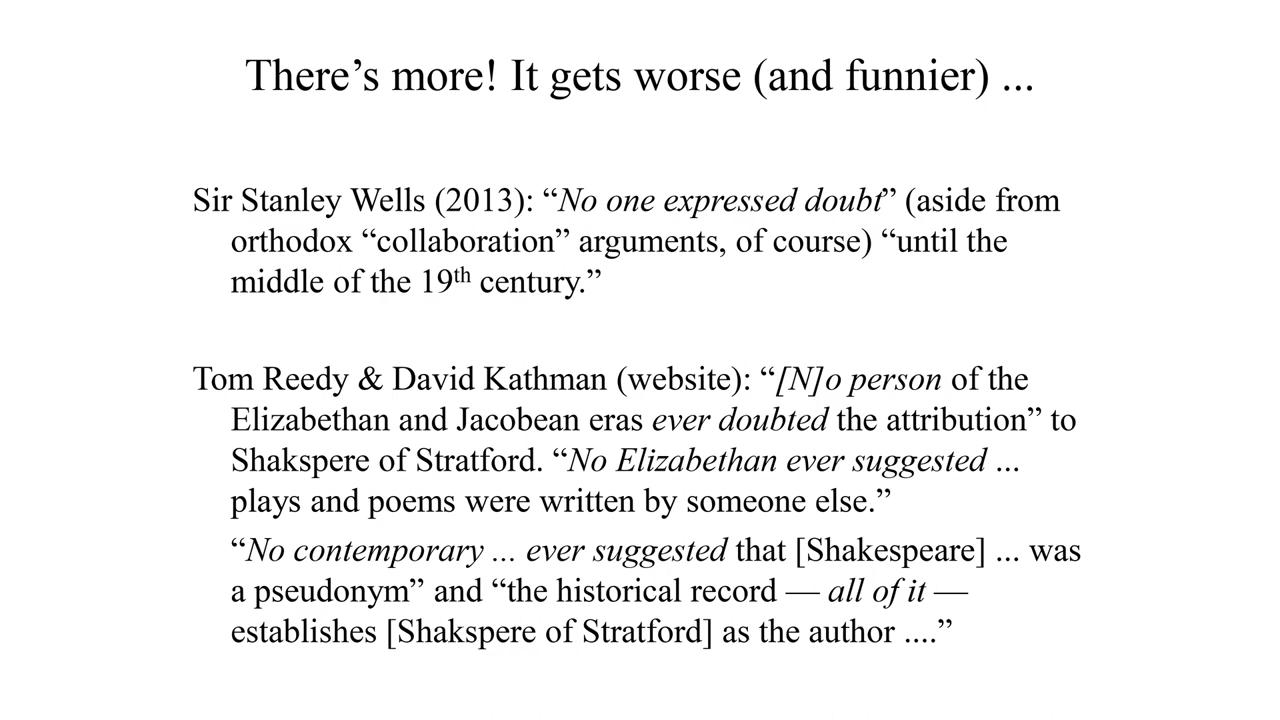 There’s more! It gets worse (and funnier) ...
Sir Stanley Wells (2013): “No one expressed doubt” (aside from
orthodox “collaboration” arguments, of course) “until the
middle of the 19th century.”
Tom Reedy & David Kathman (website): “[N]o person of the
Elizabethan and Jacobean eras ever doubted the attribution” to
Shakspere of Stratford. “No Elizabethan ever suggested ...
plays and poems were written by someone else.”
“No contemporary ... ever suggested that [Shakespeare] ... was
a pseudonym” and “the historical record — all of it —
establishes [Shakspere of Stratford] as the author ....”